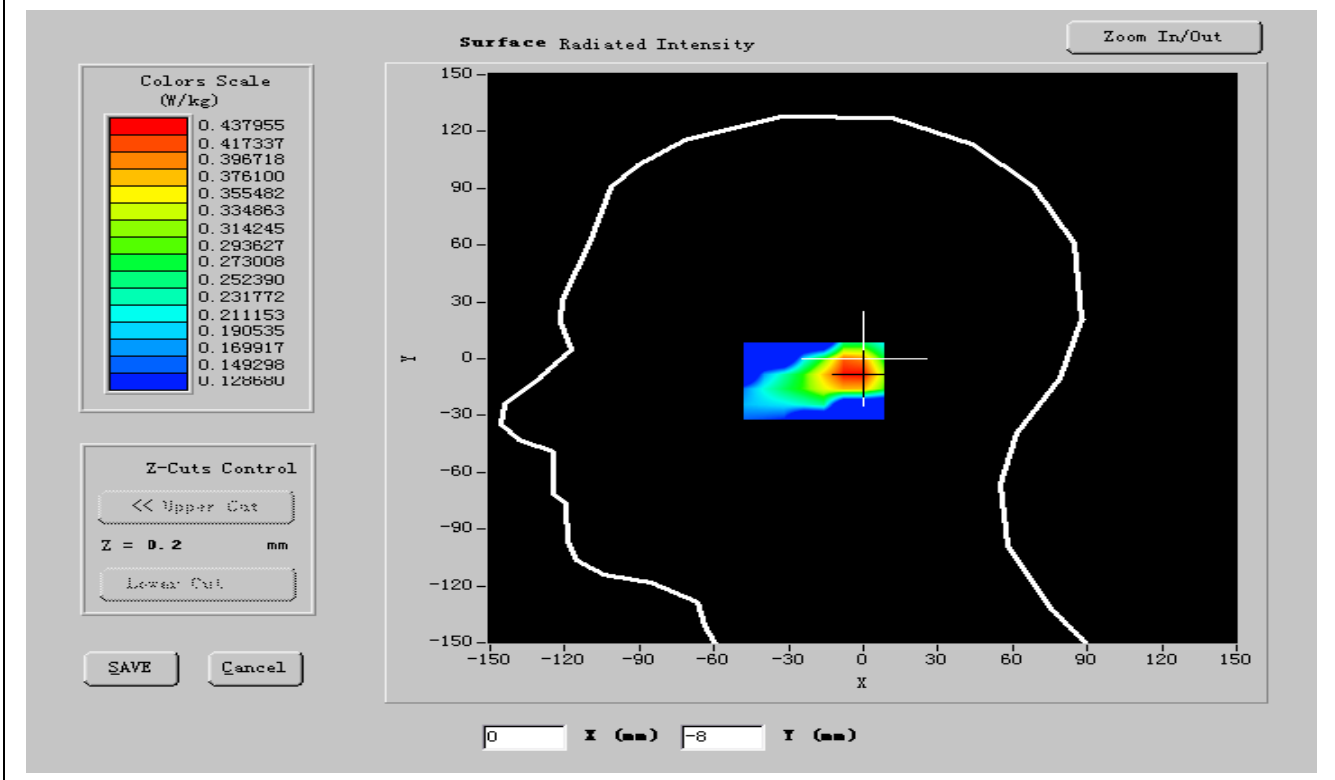 Surface Radiated Intensity
Zoom In/Out
Colors Scale
(W/kg)
0.437955
0.417337
0.396718
0.376100
0.355482
0.334863
0.314245
0.293627
0.273008
0.252390
0.231772
0.211153
0.190535
0.169917
0.149298
0.128680
Z-Cuts Control
<< Upper Cut
Z = 0.2 mm
Lower Cut
SAVE Cancel
150
120
90
60
30
0
-30
-60
-90
-120
-150
Y
-150 -120 -90 -60 -30 0 30 60 90 120 150
X
0 X (mm) -8 Y (mm)